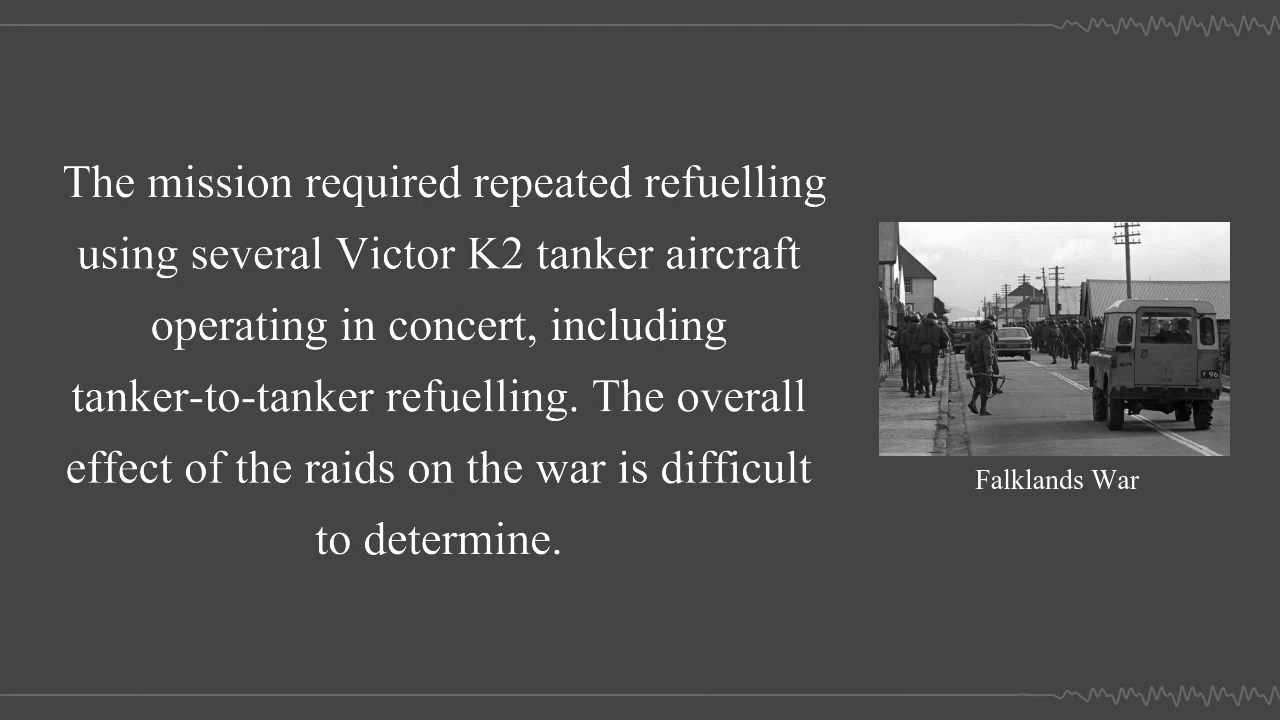 The mission required repeated refuelling
using several Victor K2 tanker aircraft
operating in concert, including
tanker-to-tanker refuelling. The overall
effect of the raids on the war is difficult
to determine.
Falklands War